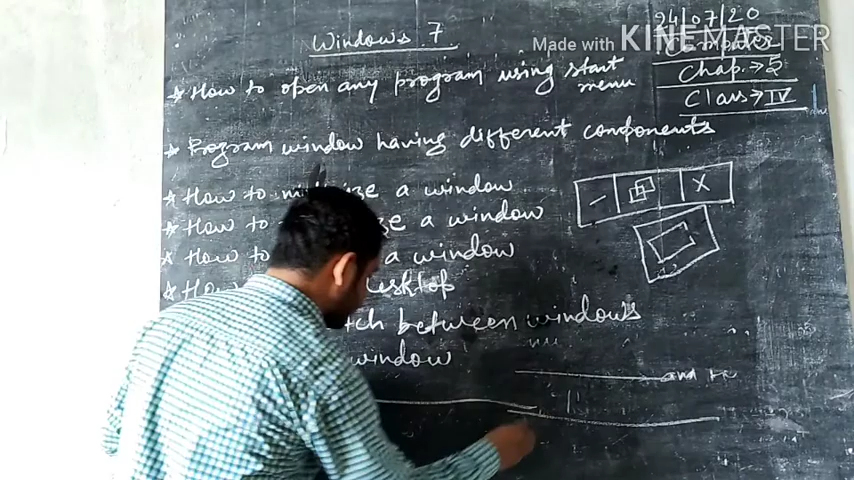 24/07/20
Windows 7
Made with KINEMASTER
Computer
Chap. → 5
Class → IV
* How to open any program using start menu
* Program window having different components
* How to a window
* How to a window
* How to a window
* How desktop
between windows
window
and